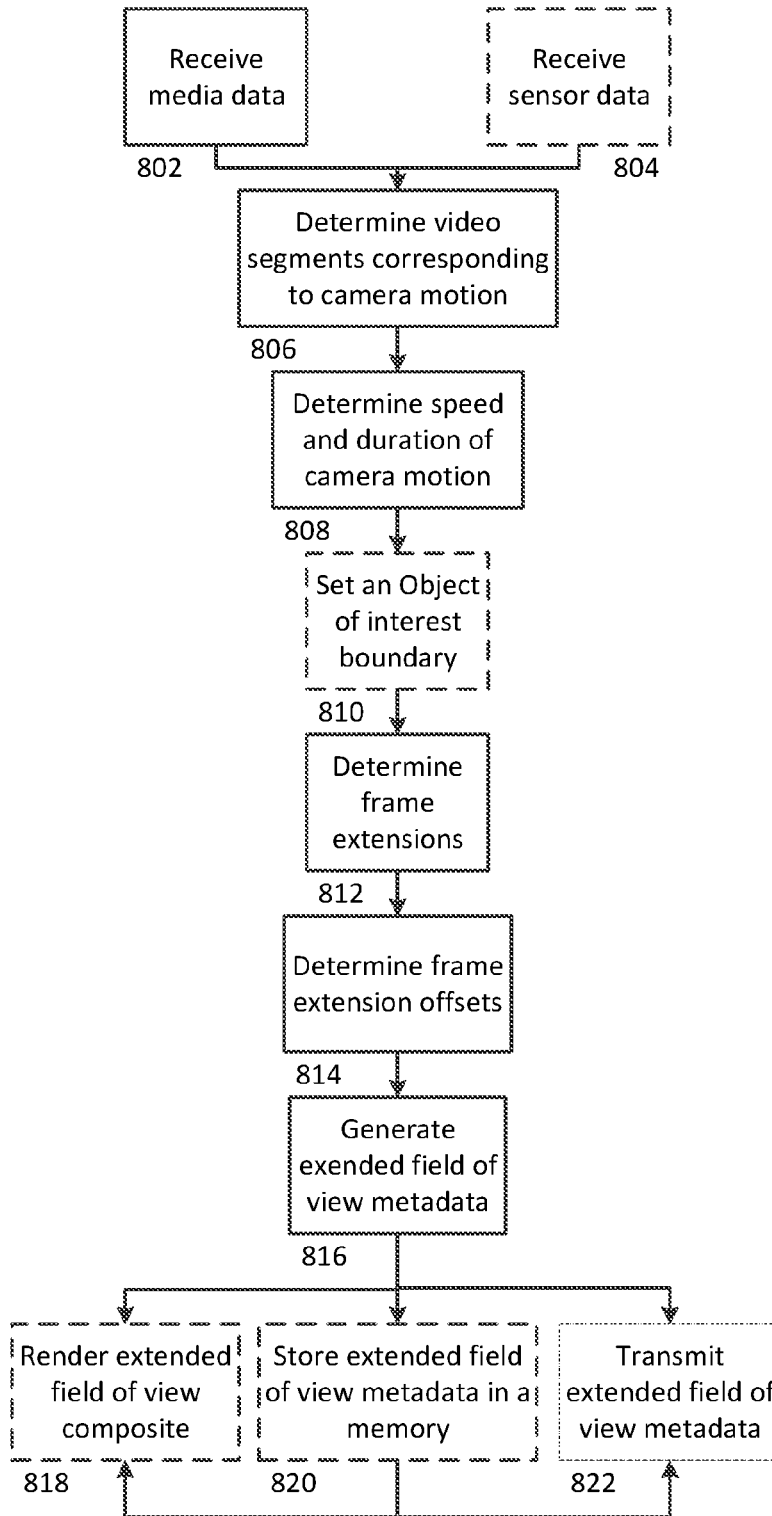 Receive
media data
Receive
sensor data
802
804
Determine video
segments corresponding
to camera motion
806
Determine speed
and duration of
camera motion
808
Set an Object
of interest
boundary
810
Determine
frame
extensions
812
Determine frame
extension offsets
814
Generate
exended field of
view metadata
816
Render extended
field of view
composite
Store extended field
of view metadata in a
memory
Transmit
extended field of
view metadata
818
820
822